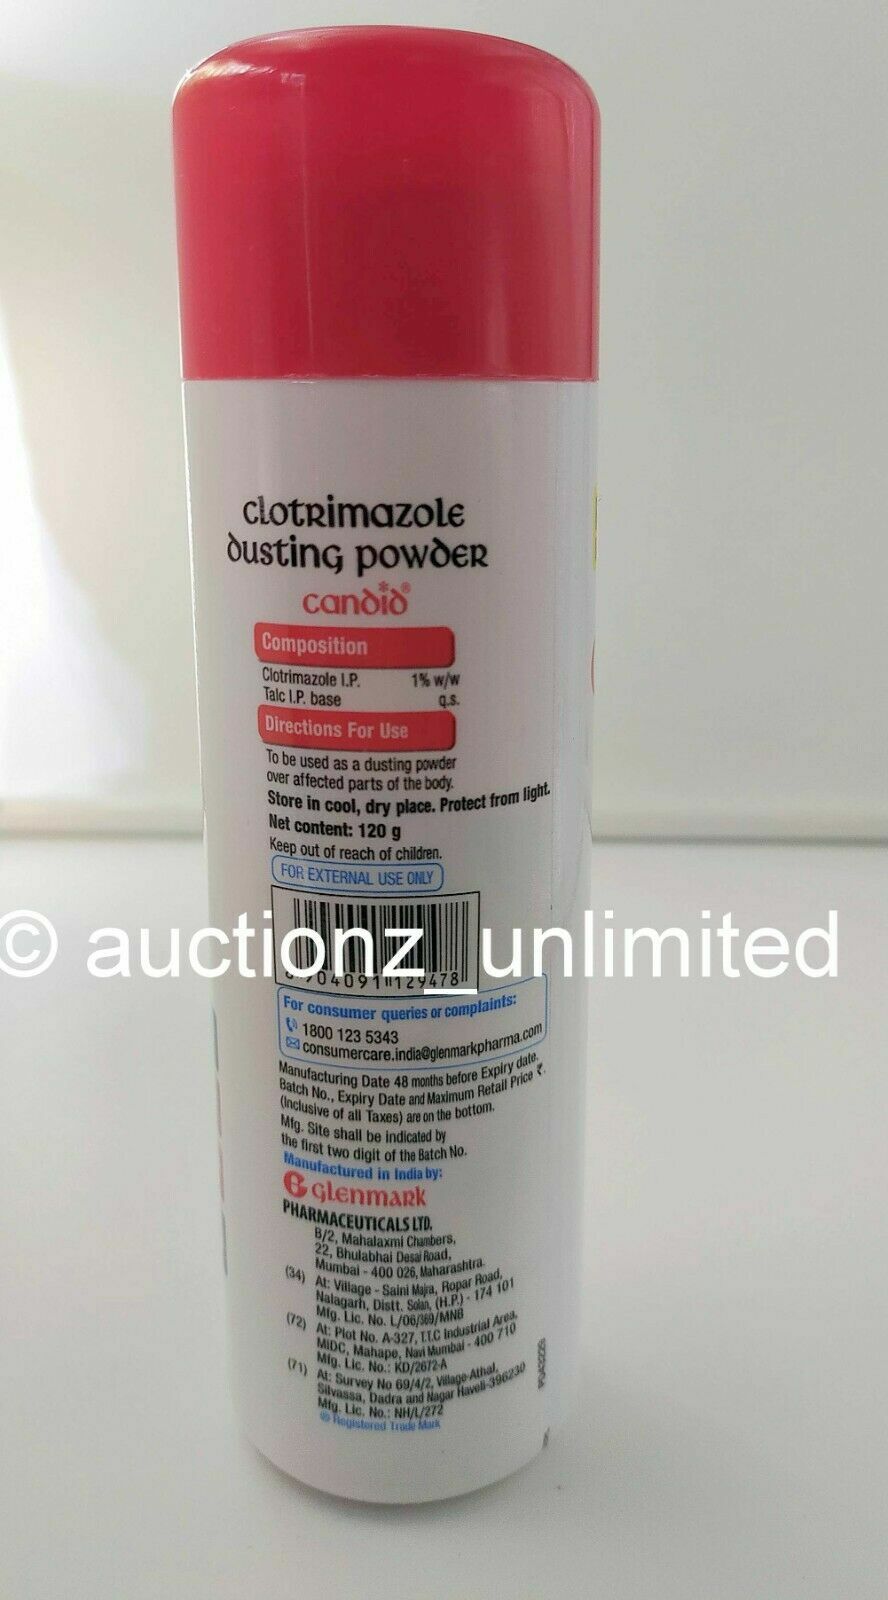 clotrimazole
dusting powder
candid®
Composition
Clotrimazole I.P. 1% w/w
Talc I.P. base q.s.
Directions For Use
To be used as a dusting powder
over affected parts of the body.
Store in cool, dry place. Protect from light.
Net content: 120 g
Keep out of reach of children.
FOR EXTERNAL USE ONLY
© auctionz_unlimited
904091 129478
For consumer queries or complaints:
1800 123 5343
consumercare.india@glenmarkpharma.com
Manufacturing Date 48 months before Expiry date.
Batch No., Expiry Date and Maximum Retail Price ₹.
(Inclusive of all Taxes) are on the bottom.
Mfg. Site shall be indicated by
the first two digit of the Batch No.
Manufactured in India by:
glenmark
PHARMACEUTICALS LTD.
B/2, Mahalaxmi Chambers,
22, Bhulabhai Desai Road,
Mumbai - 400 026, Maharashtra.
(34) At: Village - Saini Majra, Ropar Road,
Nalagarh, Distt. Solan, (H.P.) - 174 101
Mfg. Lic. No. L/06/369/MNB
(72) At: Plot No. A-327, T.T.C Industrial Area,
MIDC, Mahape, Navi Mumbai - 400 710
Mfg. Lic. No.: KD/2672-A
(71) At: Survey No 69/4/2, Village-Athal,
Silvassa, Dadra and Nagar Haveli-396230
Mfg. Lic. No.: NH/L/272
® Registered Trade Mark